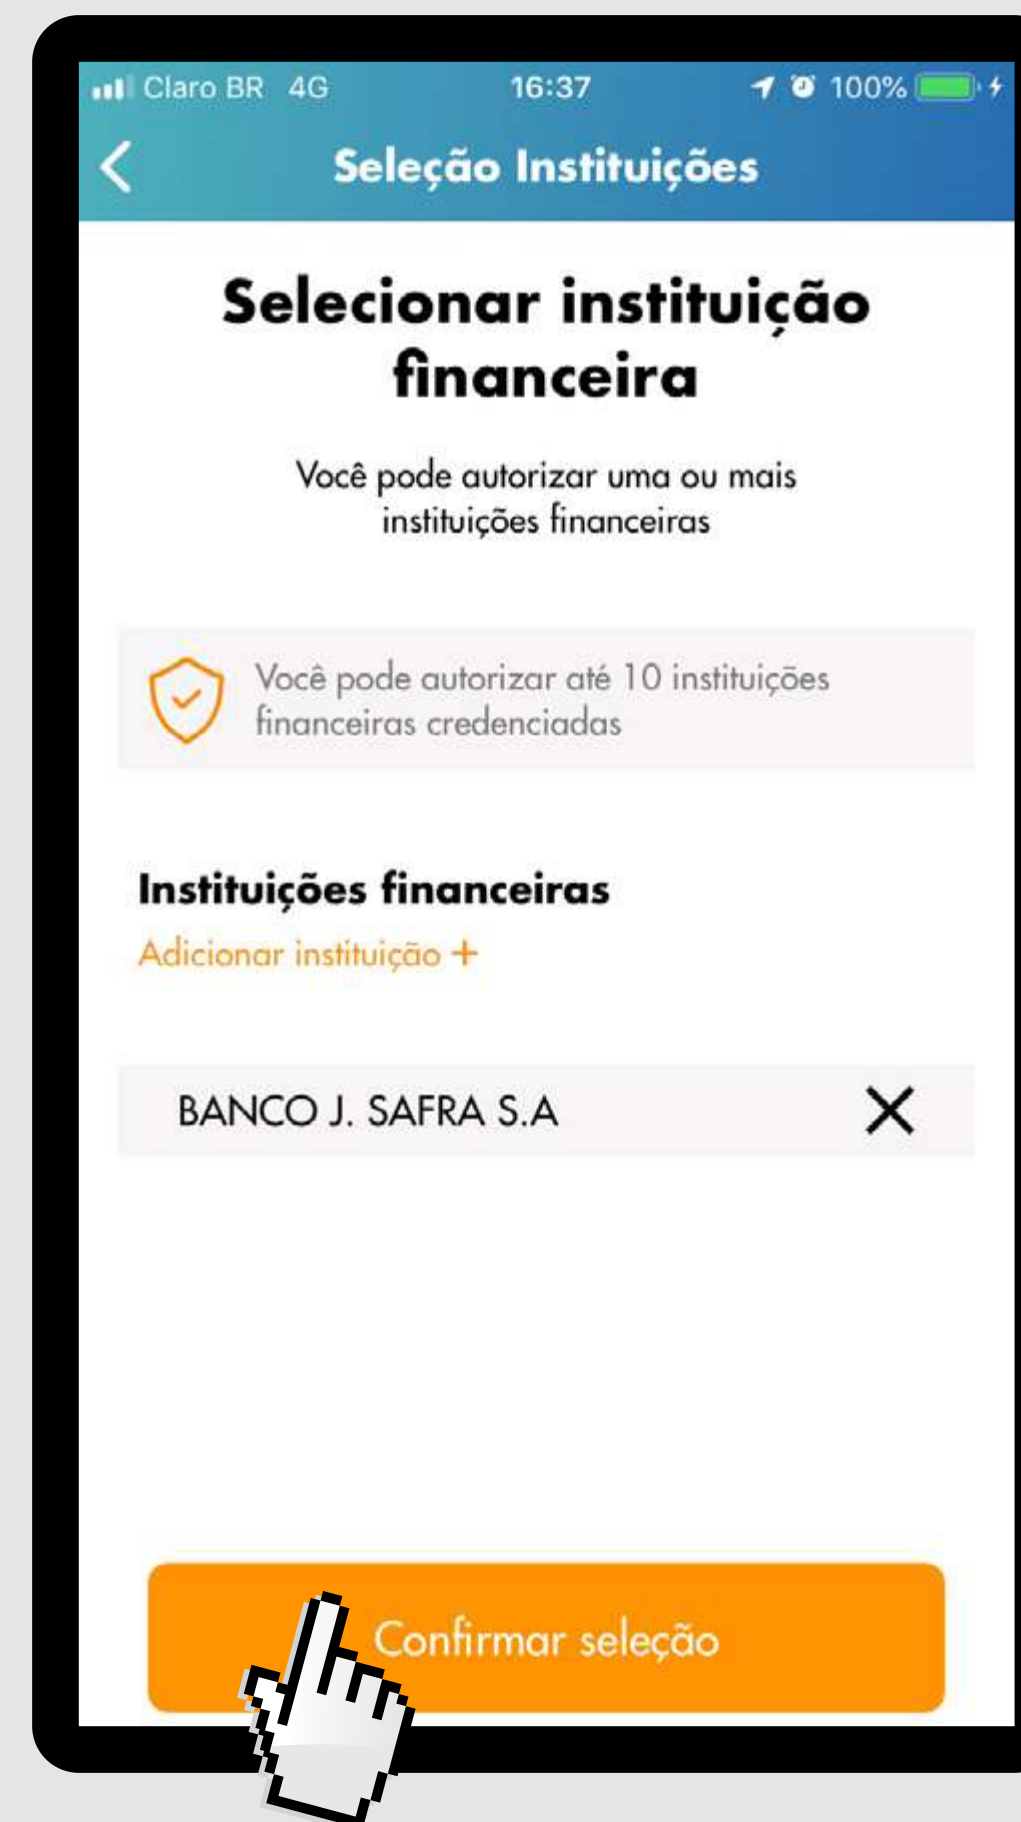 Claro BR 4G 16:37 100%
Seleção Instituições
Selecionar instituição
financeira
Você pode autorizar uma ou mais
instituições financeiras
Você pode autorizar até 10 instituições
financeiras credenciadas
Instituições financeiras
Adicionar instituição +
BANCO J. SAFRA S.A
Confirmar seleção